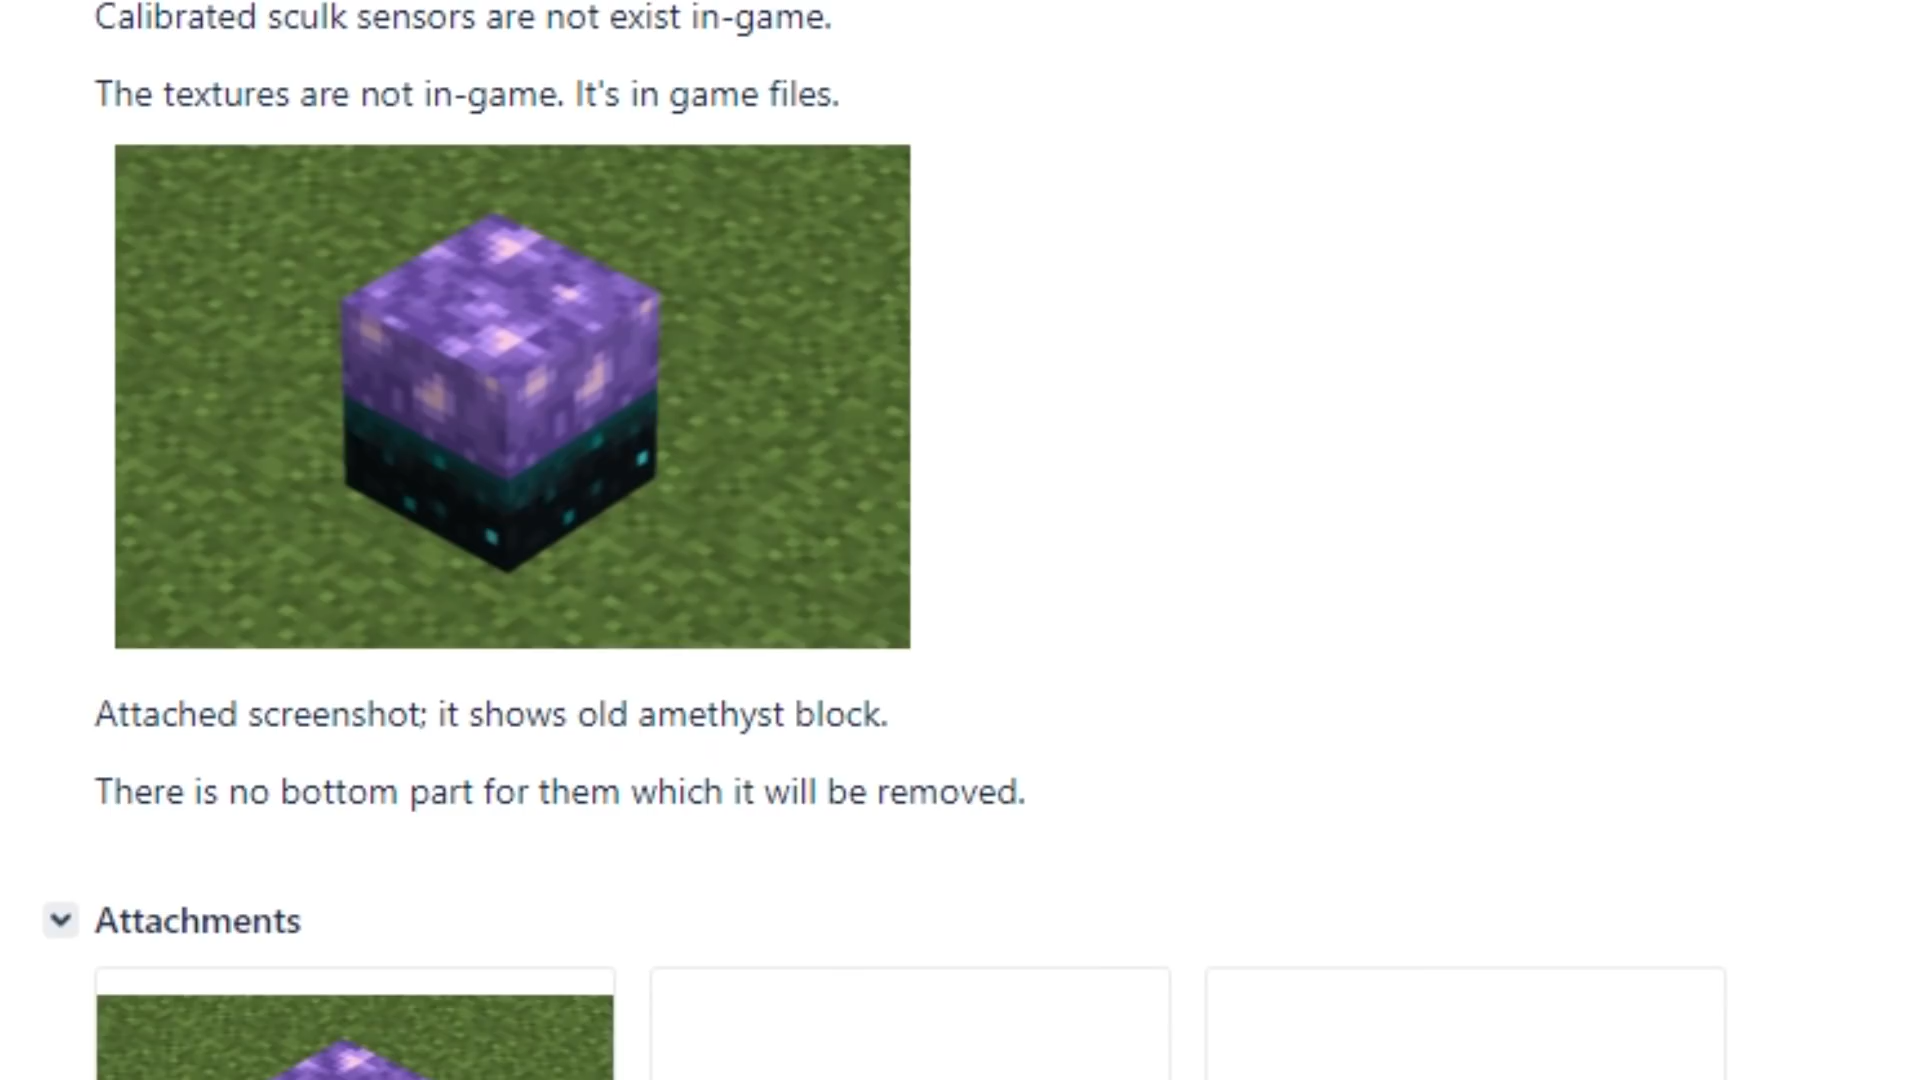 Calibrated sculk sensors are not exist in-game.
The textures are not in-game. It's in game files.
Attached screenshot; it shows old amethyst block.
There is no bottom part for them which it will be removed.
Attachments